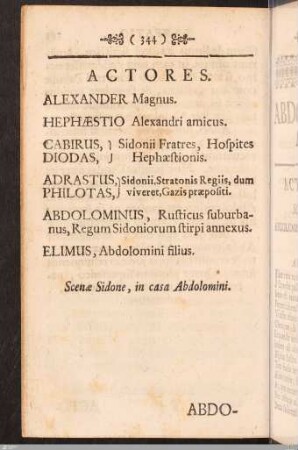 ( 344 )
ACTORES.
ALEXANDER Magnus.
HEPHÆSTIO Alexandri amicus.
CABIRUS, } Sidonii Fratres, Hoſpites
DIODAS, } Hephæſtionis.
ADRASTUS, } Sidonii, Stratonis Regiis, dum
PHILOTAS, } viveret, Gazis præpoſiti.
ABDOLOMINUS, Ruſticus ſuburba-
nus, Regum Sidoniorum ſtirpi annexus.
ELIMUS, Abdolomini filius.
Scenæ Sidone, in caſa Abdolomini.
ABDO-